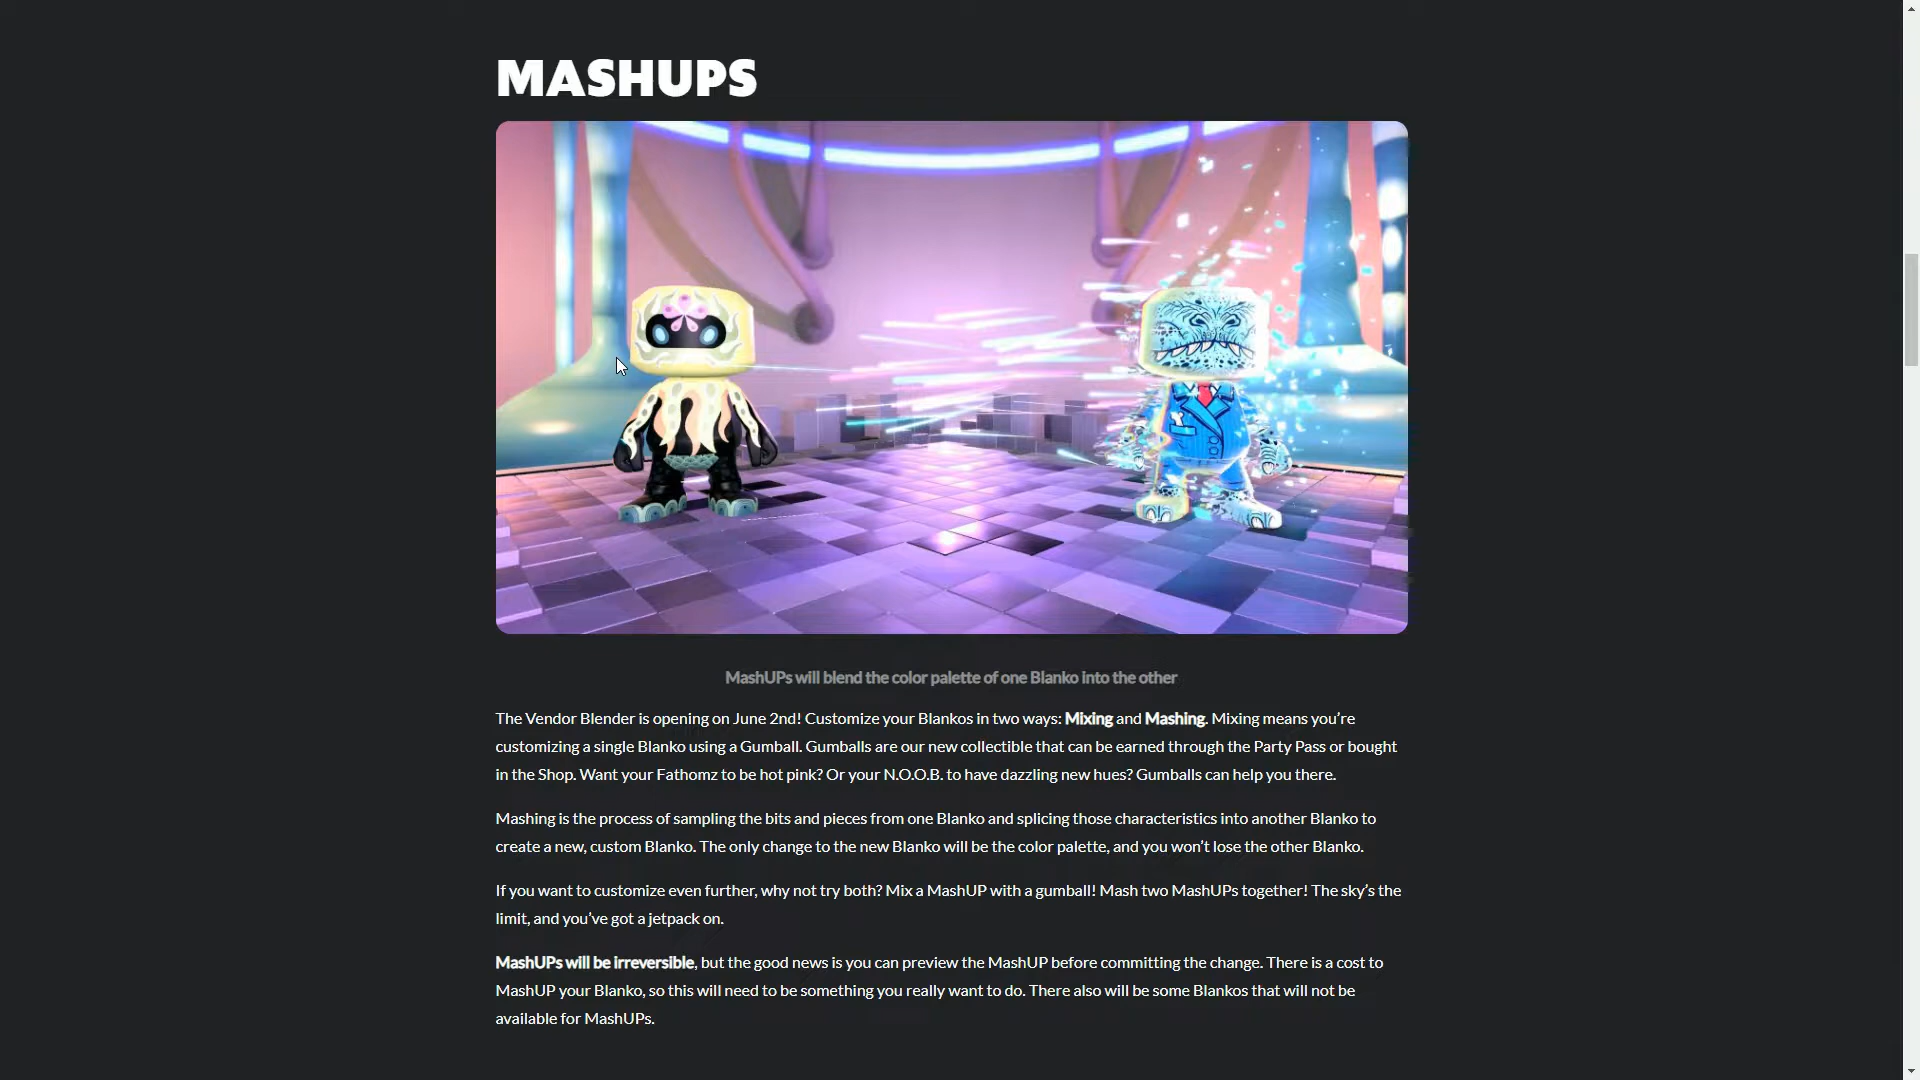 MASHUPS
MashUPs will blend the color palette of one Blanko into the other
The Vendor Blender is opening on June 2nd! Customize your Blankos in two ways: Mixing and Mashing. Mixing means you’re
customizing a single Blanko using a Gumball. Gumballs are our new collectible that can be earned through the Party Pass or bought
in the Shop. Want your Fathomz to be hot pink? Or your N.O.O.B. to have dazzling new hues? Gumballs can help you there.
Mashing is the process of sampling the bits and pieces from one Blanko and splicing those characteristics into another Blanko to
create a new, custom Blanko. The only change to the new Blanko will be the color palette, and you won’t lose the other Blanko.
If you want to customize even further, why not try both? Mix a MashUP with a gumball! Mash two MashUPs together! The sky’s the
limit, and you’ve got a jetpack on.
MashUPs will be irreversible, but the good news is you can preview the MashUP before committing the change. There is a cost to
MashUP your Blanko, so this will need to be something you really want to do. There also will be some Blankos that will not be
available for MashUPs.